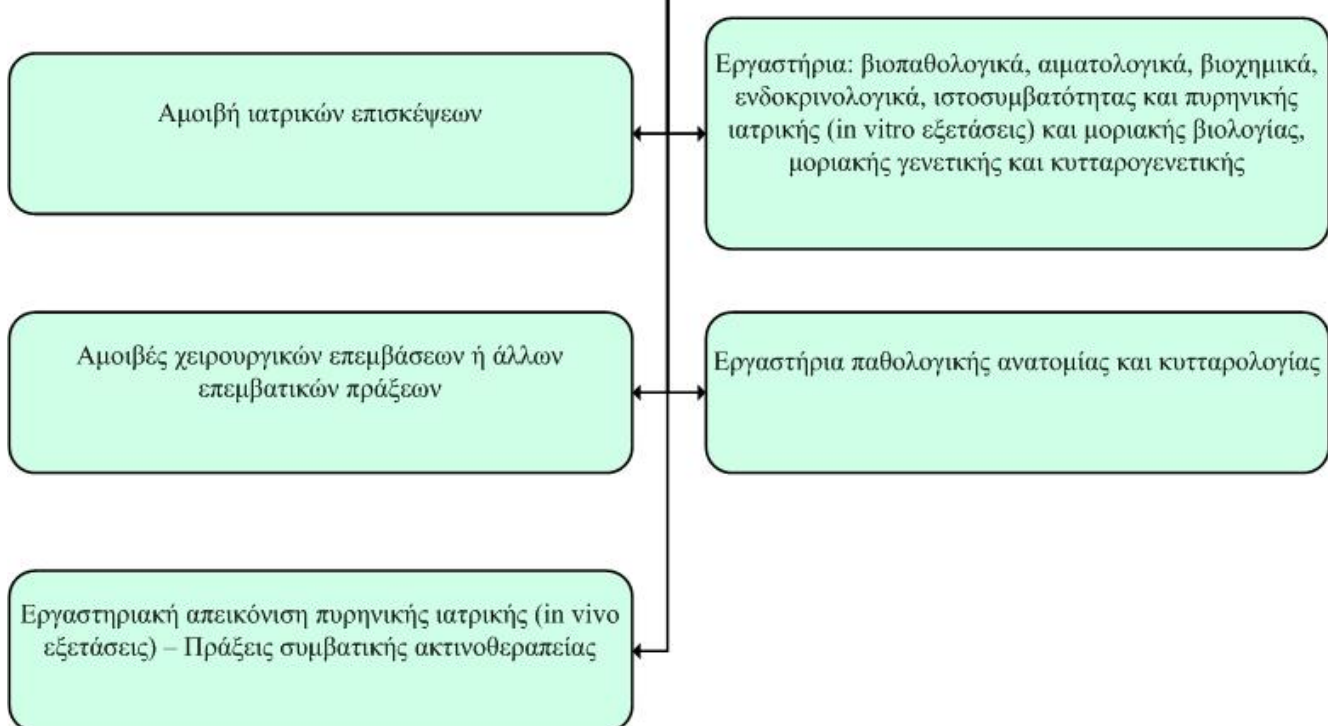 Αμοιβή ιατρικών επισκέψεων
Εργαστήρια: βιοπαθολογικά, αιματολογικά, βιοχημικά,
ενδοκρινολογικά, ιστοσυμβατότητας και πυρηνικής
ιατρικής (in vitro εξετάσεις) και μοριακής βιολογίας,
μοριακής γενετικής και κυτταρογενετικής
Αμοιβές χειρουργικών επεμβάσεων ή άλλων
επεμβατικών πράξεων
Εργαστήρια παθολογικής ανατομίας και κυτταρολογίας
Εργαστηριακή απεικόνιση πυρηνικής ιατρικής (in vivo
εξετάσεις) – Πράξεις συμβατικής ακτινοθεραπείας